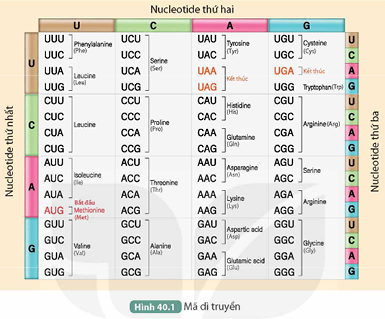 Nucleotide thứ hai
U C A G
Nucleotide thứ nhất
Nucleotide thứ ba
U
UUU
UUC
Phenylalanine
(Phe)
UUA
UUG
Leucine
(Leu)
UCU
UCC
UCA
UCG
Serine
(Ser)
UAU
UAC
Tyrosine
(Tyr)
UAA
UAG
Kết thúc
UGU
UGC
Cysteine
(Cys)
UGA
Kết thúc
UGG
Tryptophan(Trp)
U
C
A
G
C
CUU
CUC
CUA
CUG
Leucine
CCU
CCC
CCA
CCG
Proline
(Pro)
CAU
CAC
Histidine
(His)
CAA
CAG
Glutamine
(Gln)
CGU
CGC
CGA
CGG
Arginine(Arg)
U
C
A
G
A
AUU
AUC
AUA
Isoleucine
(Ile)
AUG
Bắt đầu
Methionine
(Met)
ACU
ACC
ACA
ACG
Threonine
(Thr)
AAU
AAC
Asparagine
(Asn)
AAA
AAG
Lysine
(Lys)
AGU
AGC
Serine
AGA
AGG
Arginine
U
C
A
G
G
GUU
GUC
GUA
GUG
Valine
(Val)
GCU
GCC
GCA
GCG
Alanine
(Ala)
GAU
GAC
Aspartic acid
(Asp)
GAA
GAG
Glutamic acid
(Glu)
GGU
GGC
GGA
GGG
Glycine
(Gly)
U
C
A
G
Hình 40.1 Mã di truyền